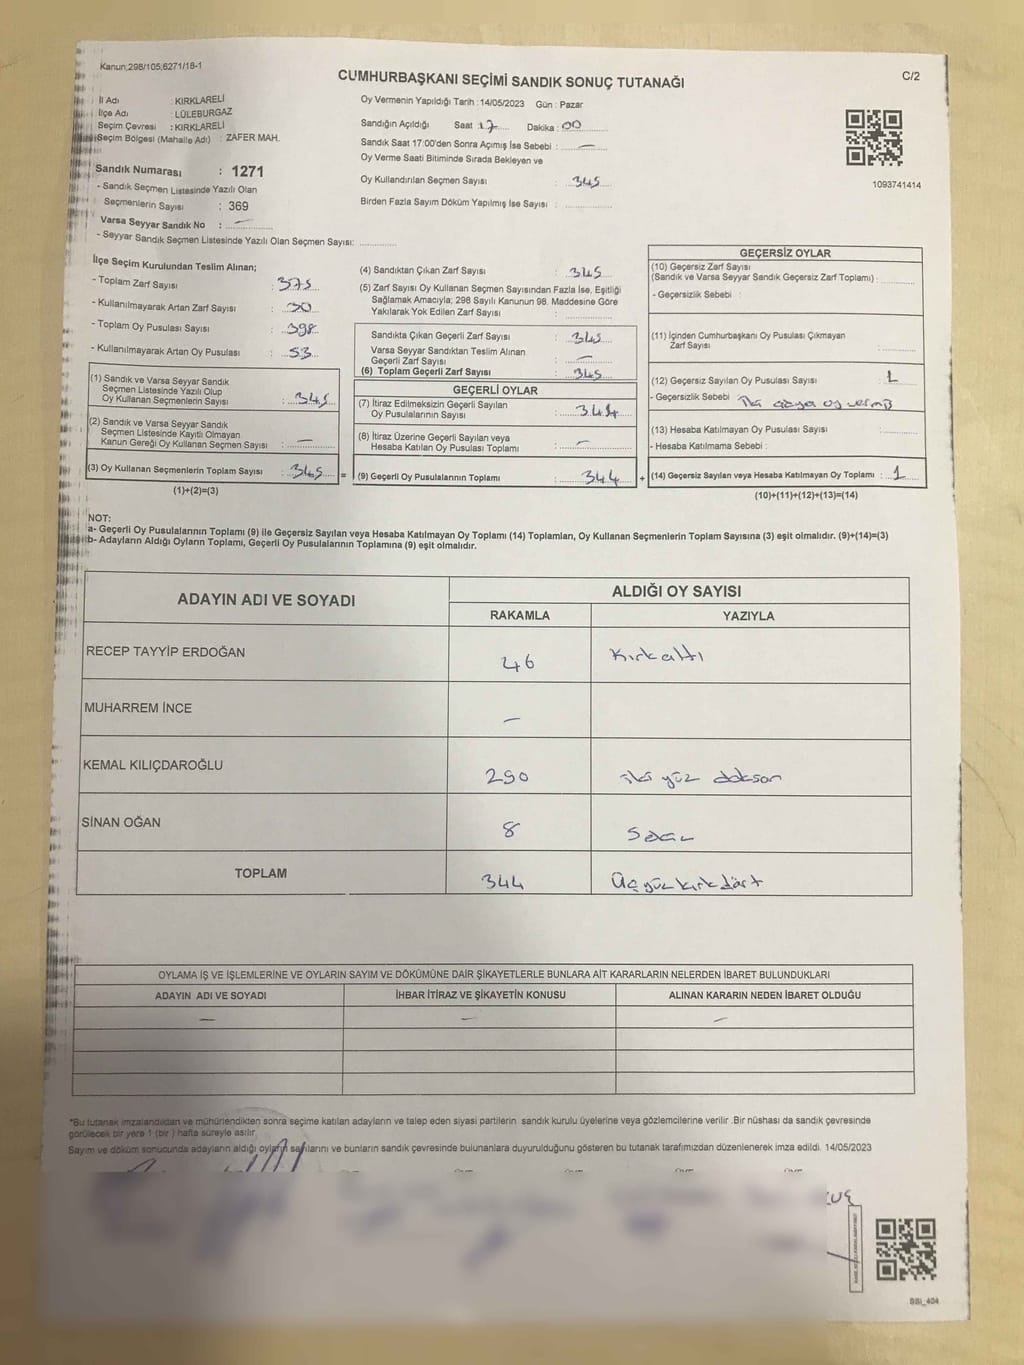 Kanun;298/105,6271/18-1
CUMHURBAŞKANI SEÇİMİ SANDIK SONUÇ TUTANAĞI
C/2
İl Adı : KIRKLARELİ
İlçe Adı : LÜLEBURGAZ
Seçim Çevresi : KIRKLARELİ
Seçim Bölgesi (Mahalle Adı) : ZAFER MAH.
Oy Vermenin Yapıldığı Tarih : 14/05/2023 Gün : Pazar
Sandığın Açıldığı Saat 17 Dakika : 00
Sandık Saat 17:00'den Sonra Açımış İse Sebebi : —
Oy Verme Saati Bitiminde Sırada Bekleyen ve
Oy Kullandırılan Seçmen Sayısı : 345
Birden Fazla Sayım Döküm Yapılmış İse Sayısı :
1093741414
Sandık Numarası : 1271
- Sandık Seçmen Listesinde Yazılı Olan
Seçmenlerin Sayısı : 369
Varsa Seyyar Sandık No : —
- Seyyar Sandık Seçmen Listesinde Yazılı Olan Seçmen Sayısı:
İlçe Seçim Kurulundan Teslim Alınan;
- Toplam Zarf Sayısı : 375
- Kullanılmayarak Artan Zarf Sayısı : 30
- Toplam Oy Pusulası Sayısı : 398
- Kullanılmayarak Artan Oy Pusulası : 53
(1) Sandık ve Varsa Seyyar Sandık
Seçmen Listesinde Yazılı Olup
Oy Kullanan Seçmenlerin Sayısı : 345
(2) Sandık ve Varsa Seyyar Sandık
Seçmen Listesinde Kayıtlı Olmayan
Kanun Gereği Oy Kullanan Seçmen Sayısı : —
(3) Oy Kullanan Seçmenlerin Toplam Sayısı : 345 =
(1)+(2)=(3)
(4) Sandıktan Çıkan Zarf Sayısı : 345
(5) Zarf Sayısı Oy Kullanan Seçmen Sayısından Fazla İse, Eşitliği
Sağlamak Amacıyla; 298 Sayılı Kanunun 98. Maddesine Göre
Yakılarak Yok Edilen Zarf Sayısı :
Sandıkta Çıkan Geçerli Zarf Sayısı : 345
Varsa Seyyar Sandıktan Teslim Alınan
Geçerli Zarf Sayısı : —
(6) Toplam Geçerli Zarf Sayısı : 345
GEÇERLİ OYLAR
(7) İtiraz Edilmeksizin Geçerli Sayılan
Oy Pusulalarının Sayısı : 344
(8) İtiraz Üzerine Geçerli Sayılan veya
Hesaba Katılan Oy Pusulası Toplamı : —
(9) Geçerli Oy Pusulalarının Toplamı : 344 +
GEÇERSİZ OYLAR
(10) Geçersiz Zarf Sayısı
(Sandık ve Varsa Seyyar Sandık Geçersiz Zarf Toplamı) :
- Geçersizlik Sebebi :
(11) İçinden Cumhurbaşkanı Oy Pusulası Çıkmayan
Zarf Sayısı :
(12) Geçersiz Sayılan Oy Pusulası Sayısı : 1
- Geçersizlik Sebebi : iki adaya oy vermiş
(13) Hesaba Katılmayan Oy Pusulası Sayısı :
- Hesaba Katılmama Sebebi :
(14) Geçersiz Sayılan veya Hesaba Katılmayan Oy Toplamı : 1
(10)+(11)+(12)+(13)=(14)
NOT:
a- Geçerli Oy Pusulalarının Toplamı (9) ile Geçersiz Sayılan veya Hesaba Katılmayan Oy Toplamı (14) Toplamları, Oy Kullanan Seçmenlerin Toplam Sayısına (3) eşit olmalıdır. (9)+(14)=(3)
b- Adayların Aldığı Oyların Toplamı, Geçerli Oy Pusulalarının Toplamına (9) eşit olmalıdır.
ADAYIN ADI VE SOYADI
ALDIĞI OY SAYISI
RAKAMLA YAZIYLA
RECEP TAYYİP ERDOĞAN 46 Kırkaltı
MUHARREM İNCE —
KEMAL KILIÇDAROĞLU 290 iki yüz doksan
SİNAN OĞAN 8 Sekiz
TOPLAM 344 Üçyüzkırkdört
OYLAMA İŞ VE İŞLEMLERİNE VE OYLARIN SAYIM VE DÖKÜMÜNE DAİR ŞİKAYETLERLE BUNLARA AİT KARARLARIN NELERDEN İBARET BULUNDUKLARI
ADAYIN ADI VE SOYADI İHBAR İTİRAZ VE ŞİKAYETİN KONUSU ALINAN KARARIN NEDEN İBARET OLDUĞU
— — —
*Bu tutanak imzalandıktan ve mühürlendikten sonra seçime katılan adayların ve talep eden siyasi partilerin sandık kurulu üyelerine veya gözlemcilerine verilir .Bir nüshası da sandık çevresinde
görülecek bir yere 1 (bir ) hafta süreyle asılır.
Sayım ve döküm sonucunda adayların aldığı oyların sayılarını ve bunların sandık çevresinde bulunanlara duyurulduğunu gösteren bu tutanak tarafımızdan düzenlenerek imza edildi. 14/05/2023
BBI_404